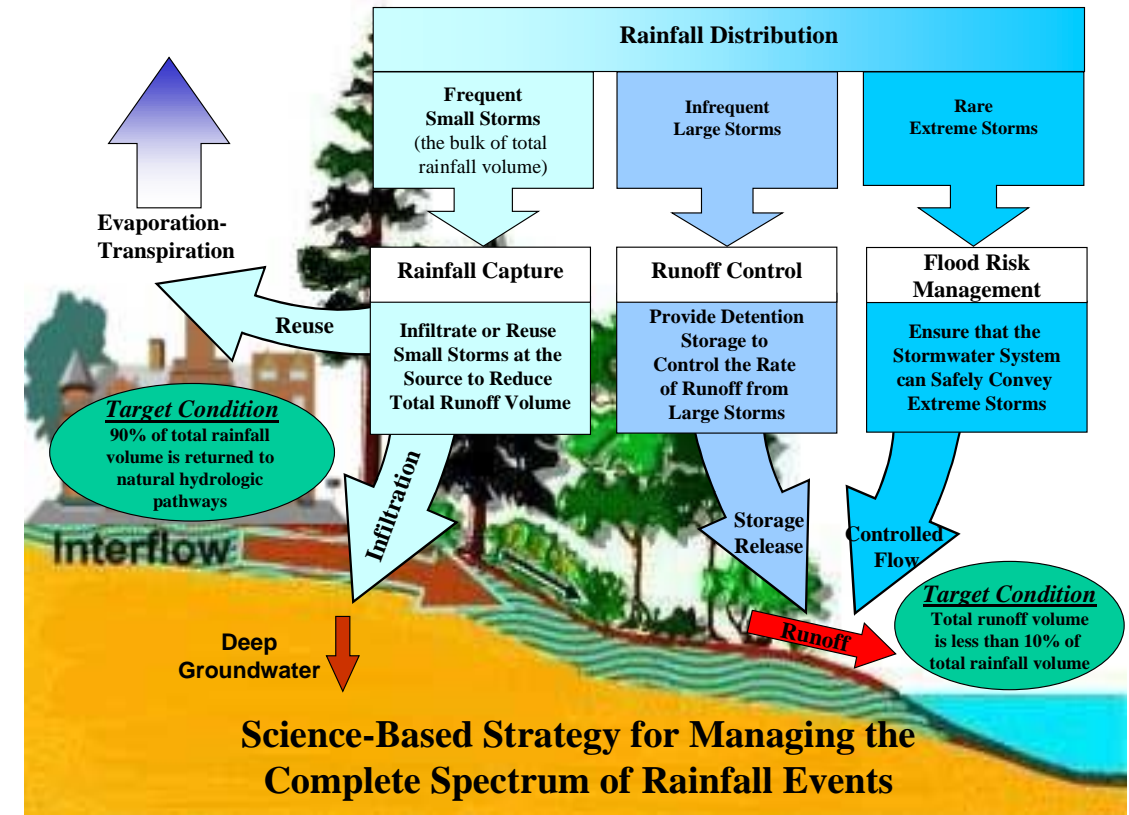 Rainfall Distribution
Frequent
Small Storms
(the bulk of total
rainfall volume)
Infrequent
Large Storms
Rare
Extreme Storms
Evaporation-
Transpiration
Rainfall Capture
Runoff Control
Flood Risk
Management
Reuse
Infiltrate or Reuse
Small Storms at the
Source to Reduce
Total Runoff Volume
Provide Detention
Storage to
Control the Rate
of Runoff from
Large Storms
Ensure that the
Stormwater System
can Safely Convey
Extreme Storms
Target Condition
90% of total rainfall
volume is returned to
natural hydrologic
pathways
Infiltration
Storage
Release
Controlled
Flow
Interflow
Target Condition
Total runoff volume
is less than 10% of
total rainfall volume
Runoff
Deep
Groundwater
Science-Based Strategy for Managing the
Complete Spectrum of Rainfall Events